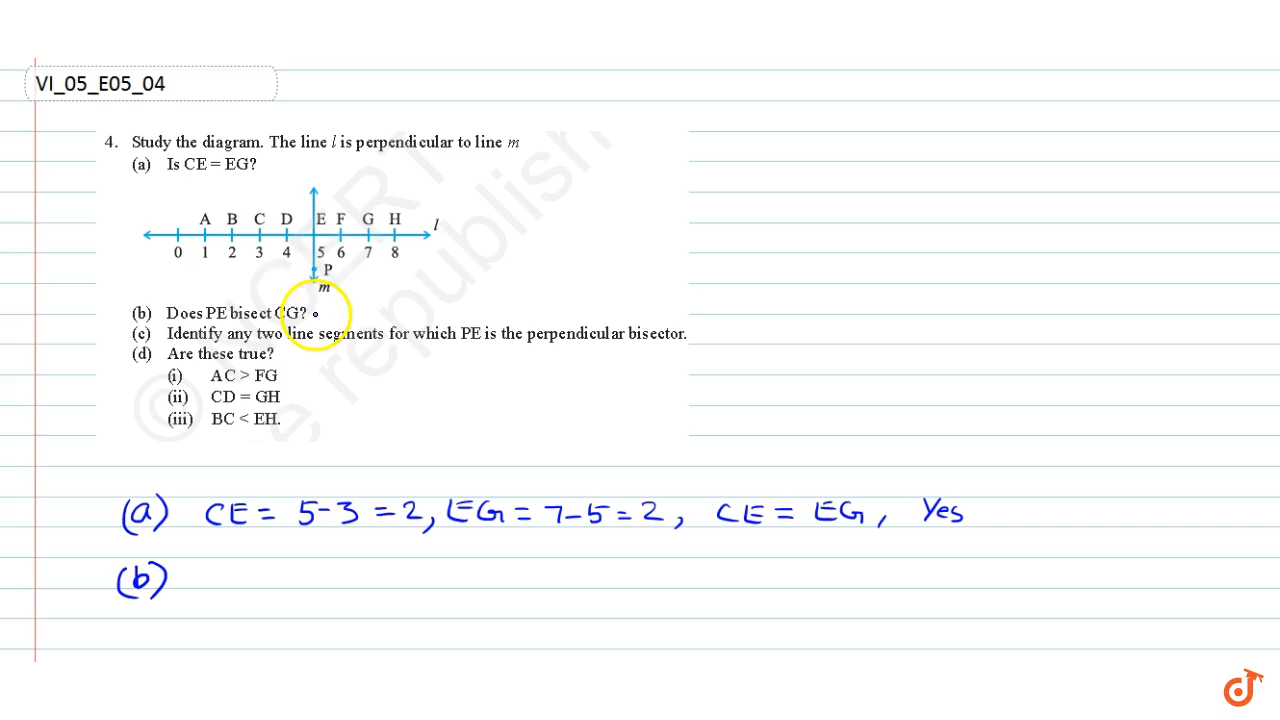 VI_05_E05_04
4. Study the diagram. The line l is perpendicular to line m
(a) Is CE = EG?
A B C D E F G H l
0 1 2 3 4 5 6 7 8
P
m
(b) Does PE bisect CG?
(c) Identify any two line segments for which PE is the perpendicular bisector.
(d) Are these true?
(i) AC > FG
(ii) CD = GH
(iii) BC < EH.
(a) CE = 5-3 = 2, EG = 7-5 = 2, CE = EG, Yes
(b)